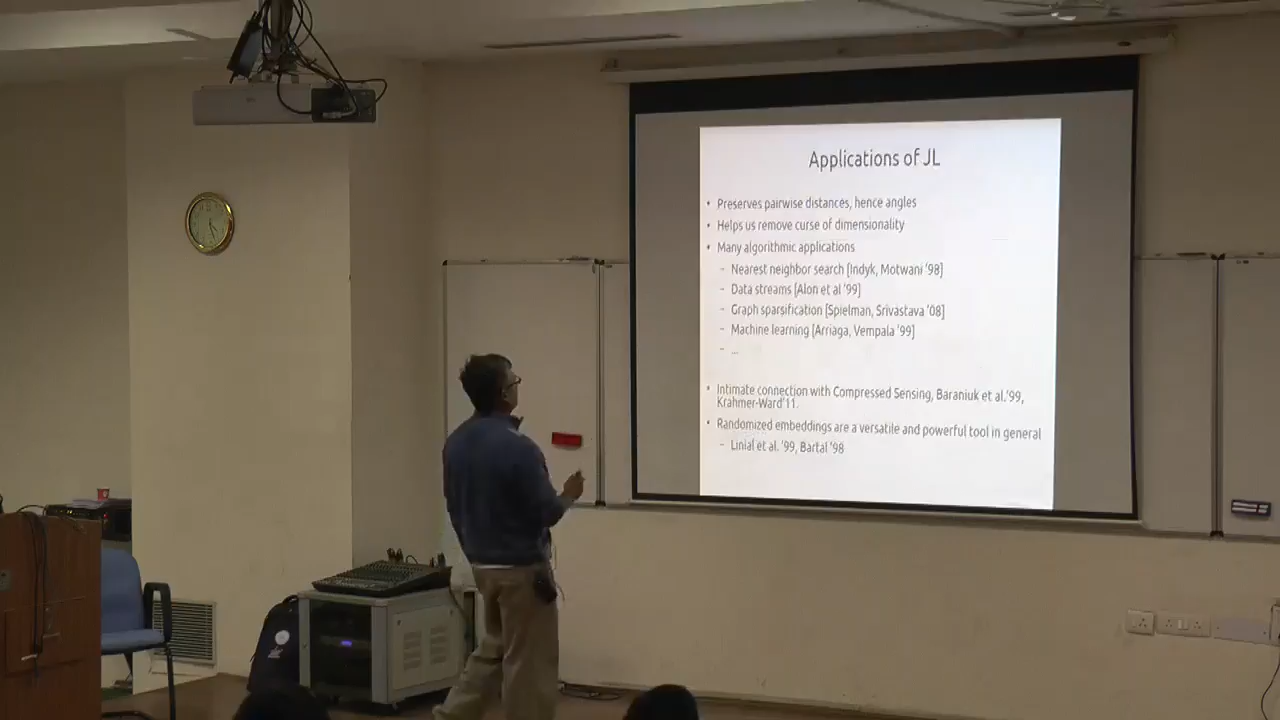 Applications of JL
• Preserves pairwise distances, hence angles
• Helps us remove curse of dimensionality
• Many algorithmic applications
– Nearest neighbor search [Indyk, Motwani '98]
– Data streams [Alon et al '99]
– Graph sparsification [Spielman, Srivastava '08]
– Machine learning [Arriaga, Vempala '99]
– ...
• Intimate connection with Compressed Sensing, Baraniuk et al.'99,
Krahmer-Ward'11.
• Randomized embeddings are a versatile and powerful tool in general
– Linial et al. '99, Bartal '98